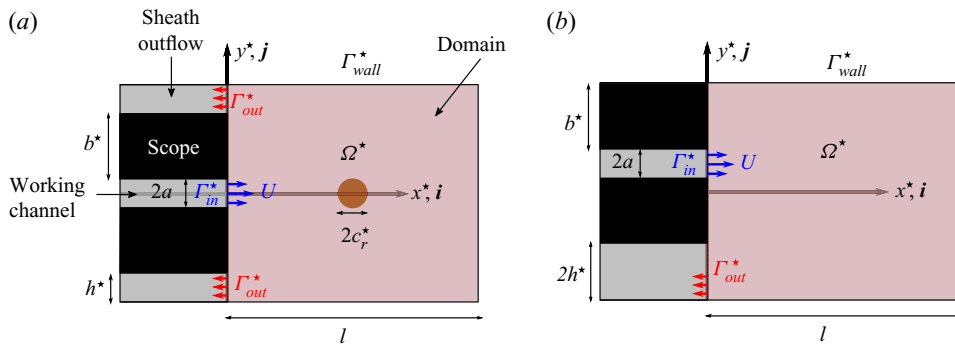 (a)
Sheath
outflow
y*, j
Γ*wall
Domain
Γ*out
b*
Scope
Ω*
Working
channel
2a
Γ*in
U
x*, i
2c*r
h*
Γ*out
l
(b)
y*, j
Γ*wall
b*
2a
Γ*in
U
Ω*
x*, i
2h*
Γ*out
l